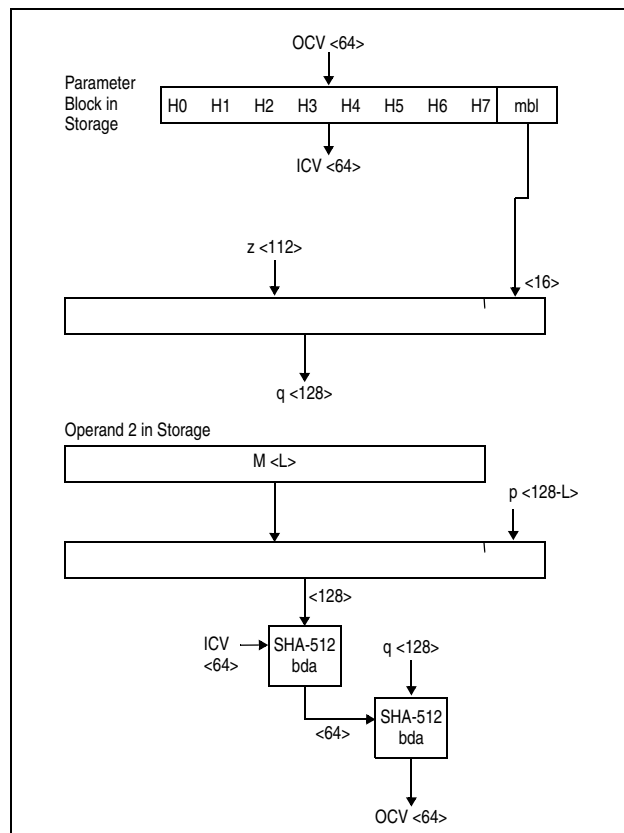 OCV <64>
Parameter
Block in
Storage
H0 H1 H2 H3 H4 H5 H6 H7 mbl
ICV <64>
z <112>
<16>
q <128>
Operand 2 in Storage
M <L>
p <128-L>
<128>
ICV
<64>
SHA-512
bda
q <128>
<64>
SHA-512
bda
OCV <64>